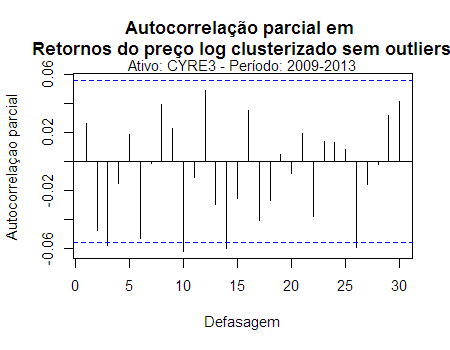 Autocorrelação parcial em
Retornos do preço log clusterizado sem outliers
Ativo: CYRE3 - Período: 2009-2013
Autocorrelaçao parcial
0.06
0.02
-0.02
-0.06
0 5 10 15 20 25 30
Defasagem